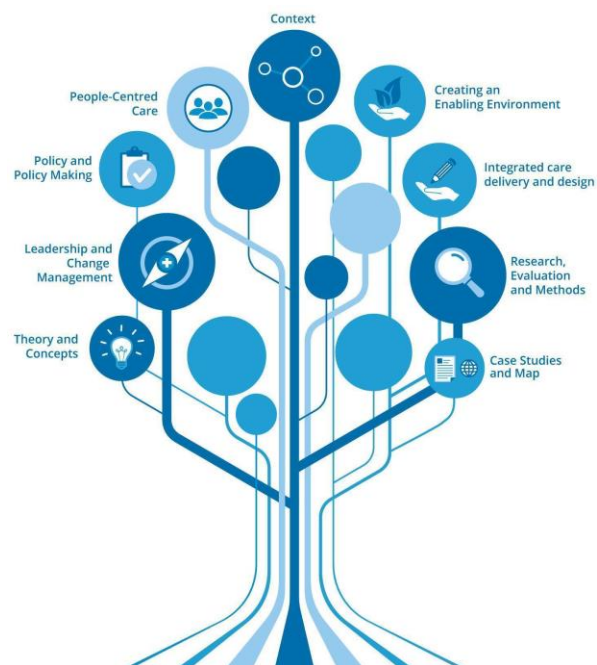 Context
People-Centred
Care
Creating an
Enabling Environment
Policy and
Policy Making
Integrated care
delivery and design
Leadership and
Change
Management
Research,
Evaluation
and Methods
Theory and
Concepts
Case Studies
and Map